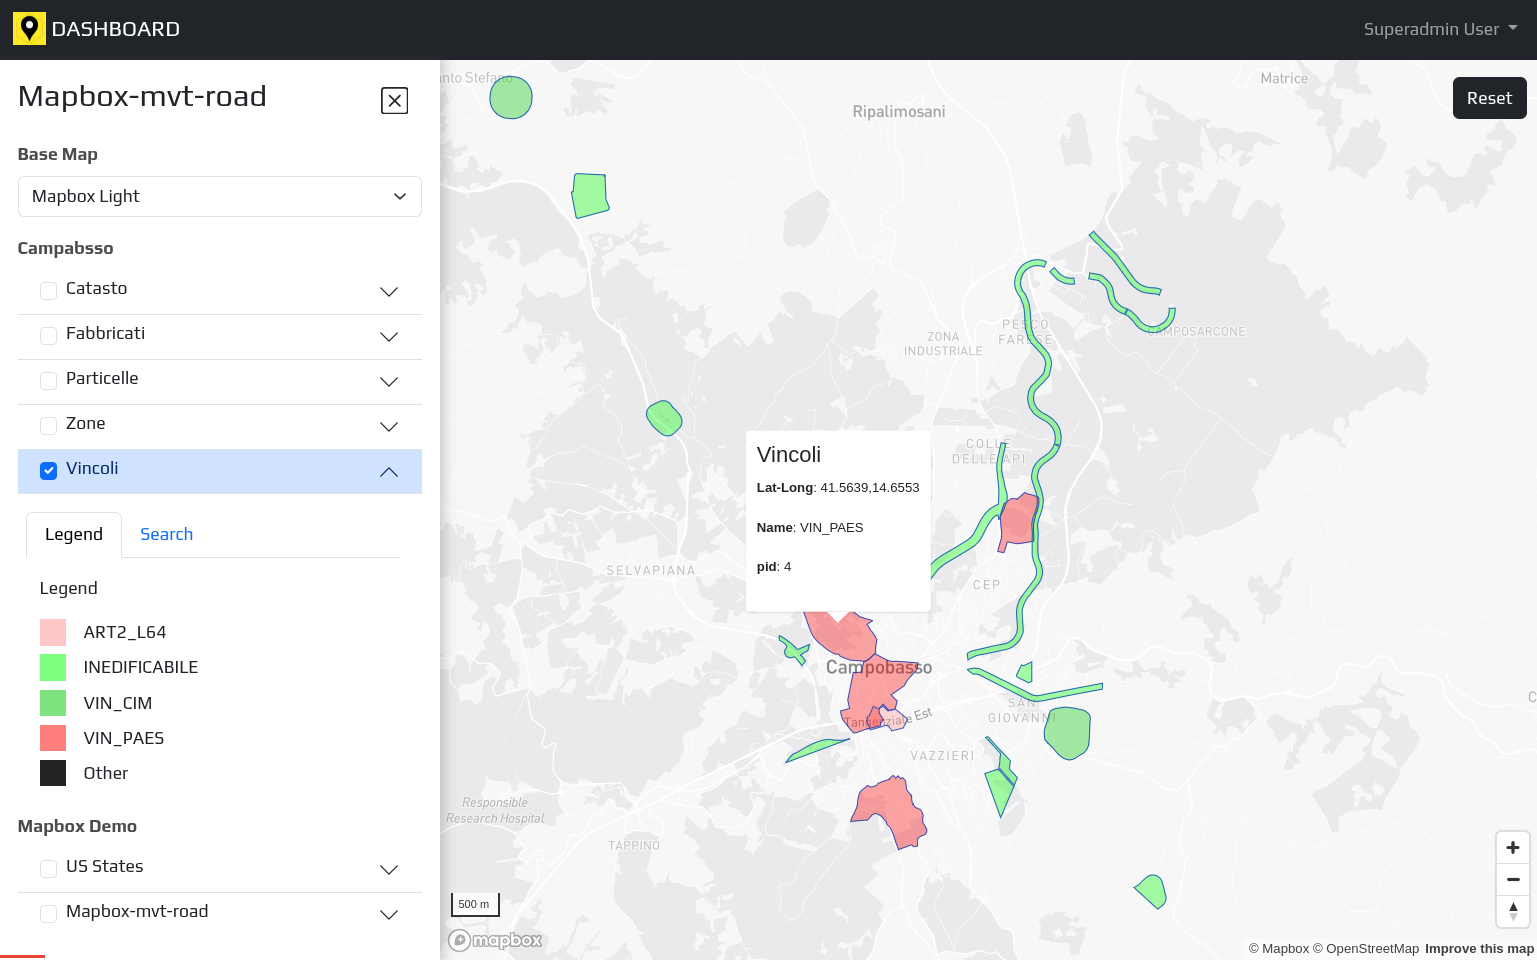 DASHBOARD
Superadmin User
Mapbox-mvt-road
Base Map
Mapbox Light
Campabsso
Catasto
Fabbricati
Particelle
Zone
Vincoli
Legend
Search
Legend
ART2_L64
INEDIFICABILE
VIN_CIM
VIN_PAES
Other
Mapbox Demo
US States
Mapbox-mvt-road
anto Stefano
Ripalimosani
Matrice
Reset
ZONA
INDUSTRIALE
PESCO
FARESE
CAMPOSARCONE
COLLE
DELLE API
Vincoli
Lat-Long: 41.5639,14.6553
Name: VIN_PAES
pid: 4
SELVAPIANA
CEP
Campobasso
Tangenziale Est
SAN
GIOVANNI
VAZZIERI
Responsible
Research Hospital
TAPPINO
C
500 m
mapbox
© Mapbox © OpenStreetMap Improve this map